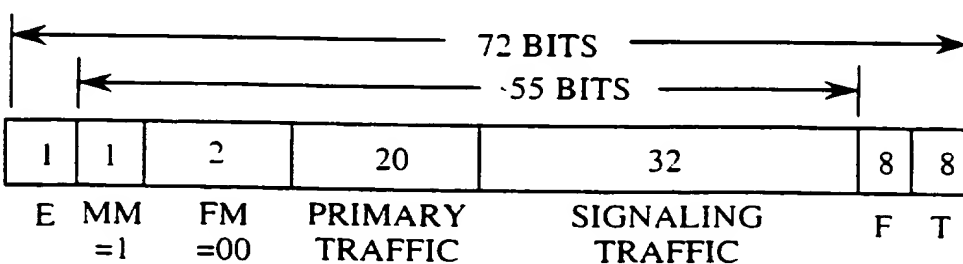 72 BITS
55 BITS
1 1 2 20 32 8 8
E MM =1 FM =00 PRIMARY TRAFFIC SIGNALING TRAFFIC F T